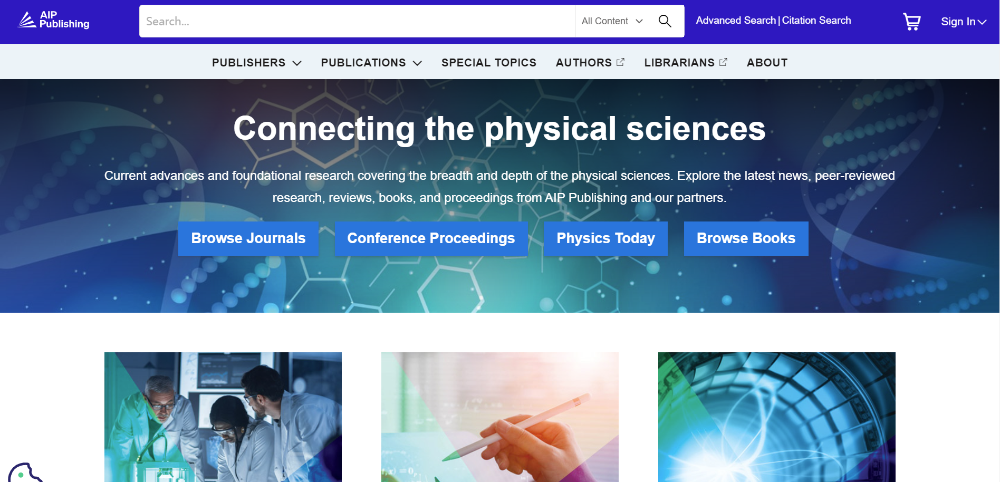 AIP
Publishing
Search...
All Content
Advanced Search | Citation Search
Sign In
PUBLISHERS
PUBLICATIONS
SPECIAL TOPICS
AUTHORS
LIBRARIANS
ABOUT
Connecting the physical sciences
Current advances and foundational research covering the breadth and depth of the physical sciences. Explore the latest news, peer-reviewed
research, reviews, books, and proceedings from AIP Publishing and our partners.
Browse Journals
Conference Proceedings
Physics Today
Browse Books